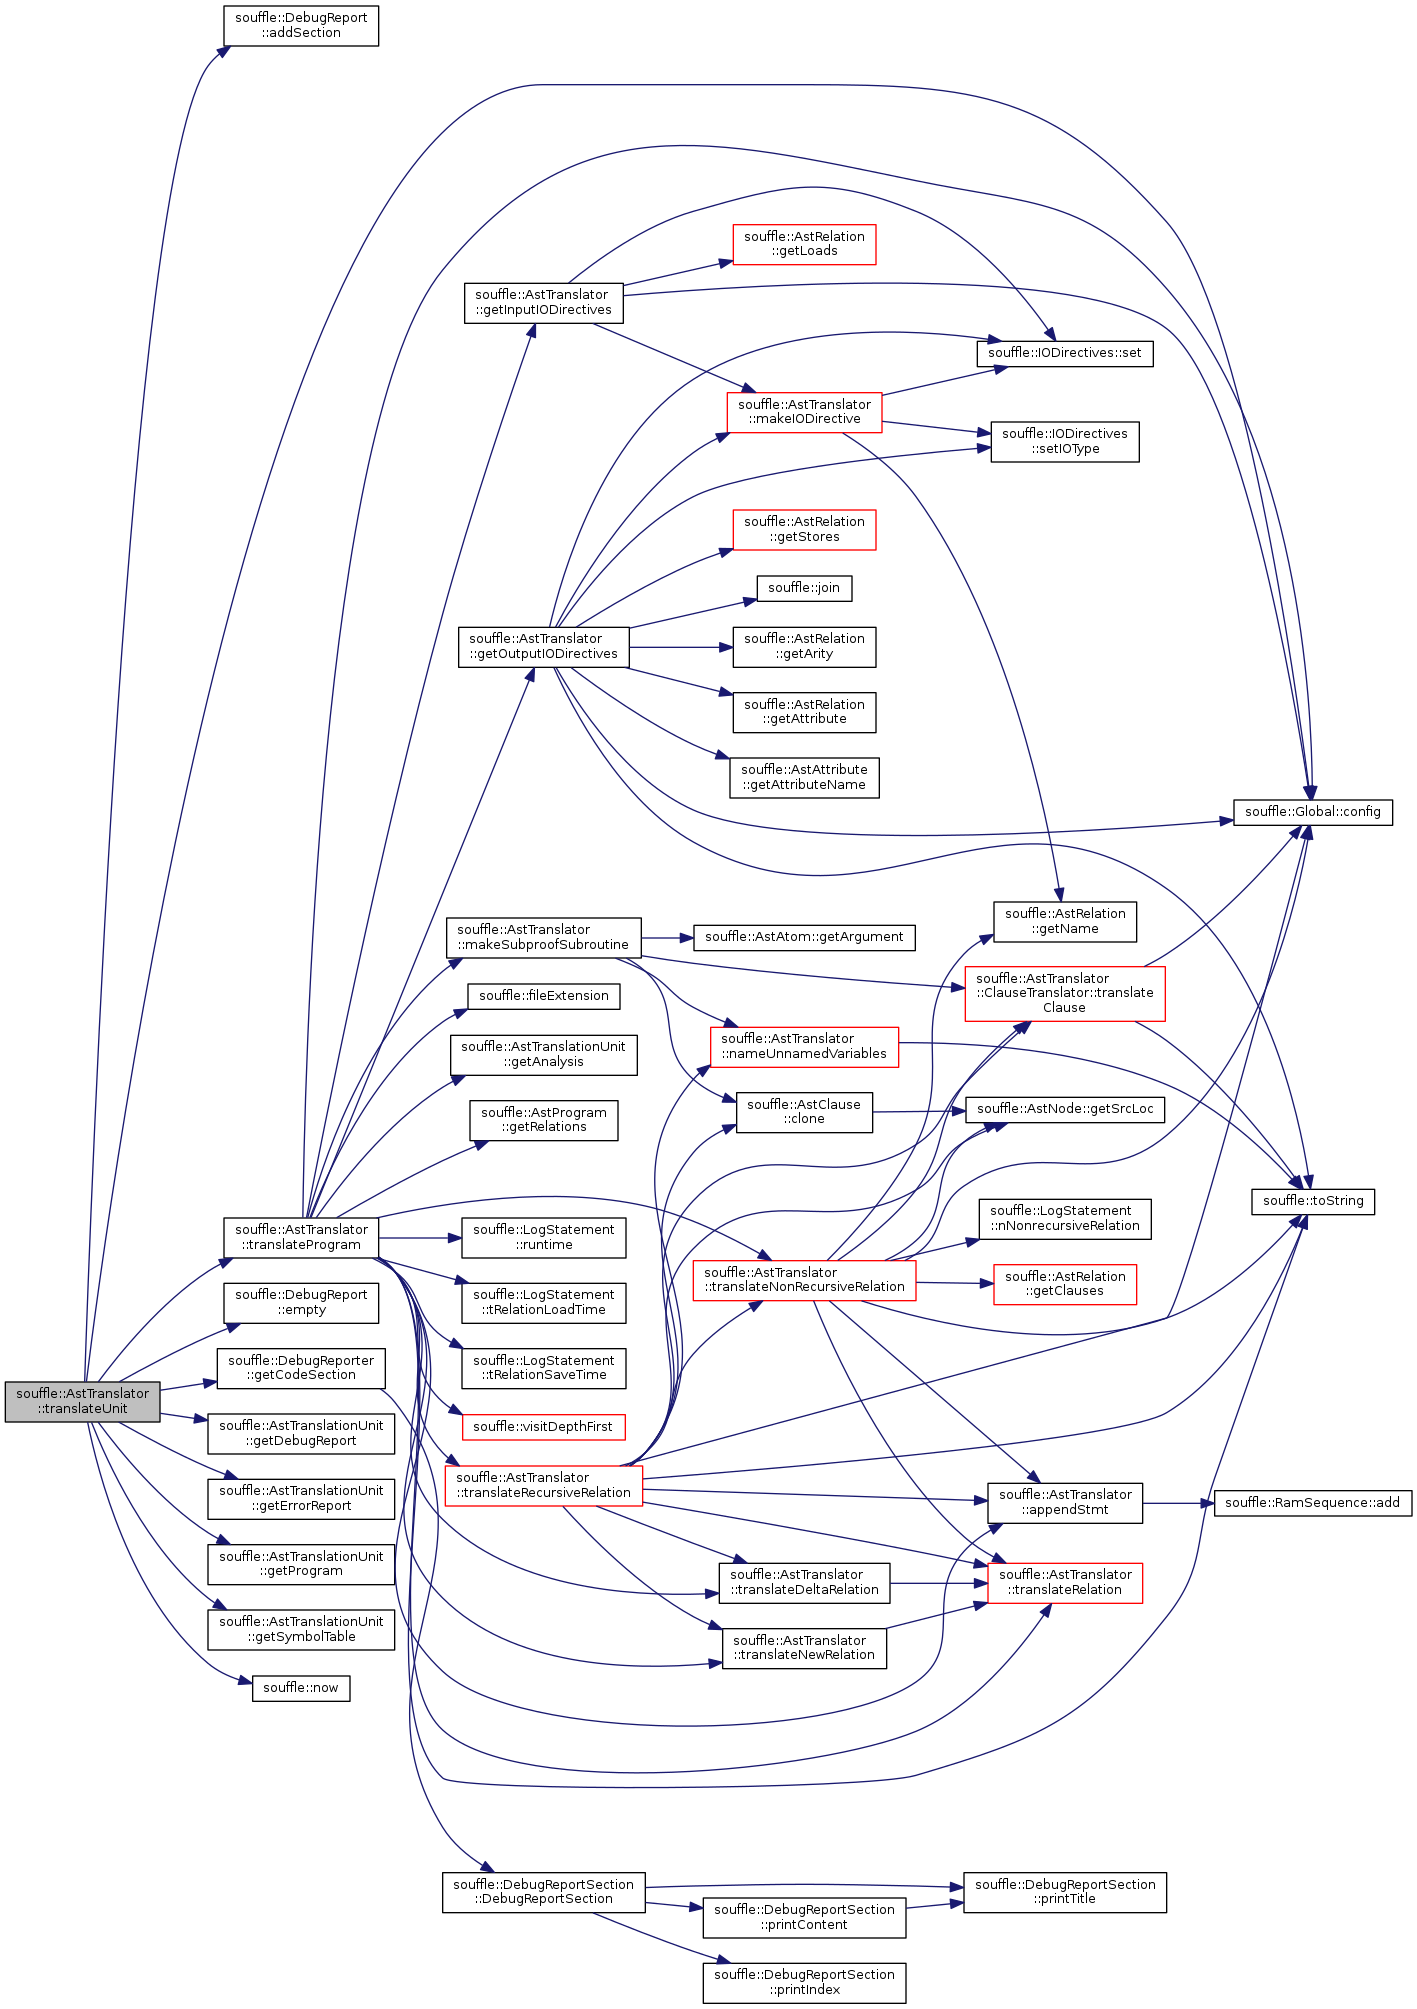 souffle::DebugReport
::addSection
souffle::AstRelation
::getLoads
souffle::AstTranslator
::getInputIODirectives
souffle::IODirectives::set
souffle::AstTranslator
::makeIODirective
souffle::IODirectives
::setIOType
souffle::AstRelation
::getStores
souffle::join
souffle::AstTranslator
::getOutputIODirectives
souffle::AstRelation
::getArity
souffle::AstRelation
::getAttribute
souffle::AstAttribute
::getAttributeName
souffle::Global::config
souffle::AstRelation
::getName
souffle::AstTranslator
::makeSubproofSubroutine
souffle::AstAtom::getArgument
souffle::AstTranslator
::ClauseTranslator::translate
Clause
souffle::fileExtension
souffle::AstTranslator
::nameUnnamedVariables
souffle::AstTranslationUnit
::getAnalysis
souffle::AstClause
::clone
souffle::AstNode::getSrcLoc
souffle::AstProgram
::getRelations
souffle::toString
souffle::AstTranslator
::translateProgram
souffle::LogStatement
::runtime
souffle::LogStatement
::nNonrecursiveRelation
souffle::AstTranslator
::translateNonRecursiveRelation
souffle::AstRelation
::getClauses
souffle::DebugReport
::empty
souffle::LogStatement
::tRelationLoadTime
souffle::DebugReporter
::getCodeSection
souffle::LogStatement
::tRelationSaveTime
souffle::AstTranslator
::translateUnit
souffle::AstTranslationUnit
::getDebugReport
souffle::visitDepthFirst
souffle::AstTranslator
::translateRecursiveRelation
souffle::AstTranslationUnit
::getErrorReport
souffle::AstTranslator
::appendStmt
souffle::RamSequence::add
souffle::AstTranslationUnit
::getProgram
souffle::AstTranslator
::translateDeltaRelation
souffle::AstTranslator
::translateRelation
souffle::AstTranslationUnit
::getSymbolTable
souffle::AstTranslator
::translateNewRelation
souffle::now
souffle::DebugReportSection
::DebugReportSection
souffle::DebugReportSection
::printTitle
souffle::DebugReportSection
::printContent
souffle::DebugReportSection
::printIndex